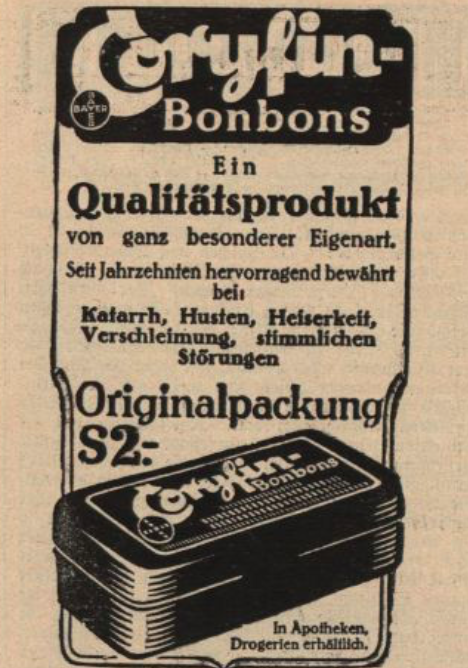 Coryfin-
BAYER
BAYER
Bonbons
Ein
Qualitätsprodukt
von ganz besonderer Eigenart.
Seit Jahrzehnten hervorragend bewährt
bei:
Katarrh, Husten, Heiserkeit,
Verschleimung, stimmlichen
Störungen
Originalpackung
S2:-
Coryfin-
Bonbons
In Apotheken,
Drogerien erhältlich.